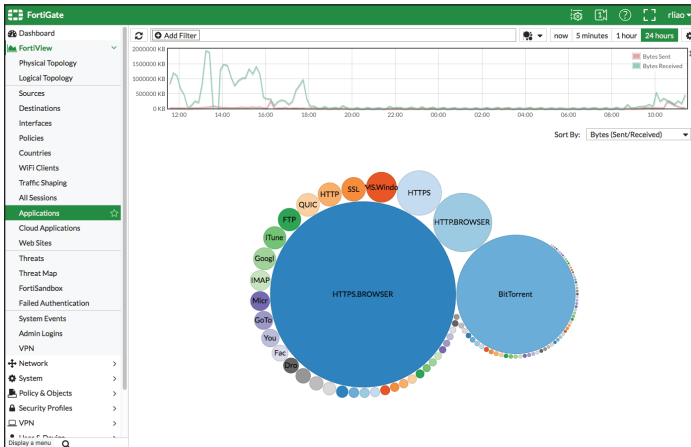 FortiGate
rliao
Dashboard
FortiView
Physical Topology
Logical Topology
Sources
Destinations
Interfaces
Policies
Countries
WiFi Clients
Traffic Shaping
All Sessions
Applications
Cloud Applications
Web Sites
Threats
Threat Map
FortiSandbox
Failed Authentication
System Events
Admin Logins
VPN
Network
System
Policy & Objects
Security Profiles
VPN
User & Device
Display a menu
Add Filter
now 5 minutes 1 hour 24 hours
2000000 KB
1500000 KB
1000000 KB
500000 KB
0 KB
Bytes Sent
Bytes Received
12:00 14:00 16:00 18:00 20:00 22:00 00:00 02:00 04:00 06:00 08:00 10:00
Sort By: Bytes (Sent/Received)
HTTPS.BROWSER
BitTorrent
HTTP.BROWSER
HTTPS
MS.Windo
SSL
HTTP
QUIC
FTP
iTune
Googl
IMAP
Micr
GoTo
You
Fac
Dro